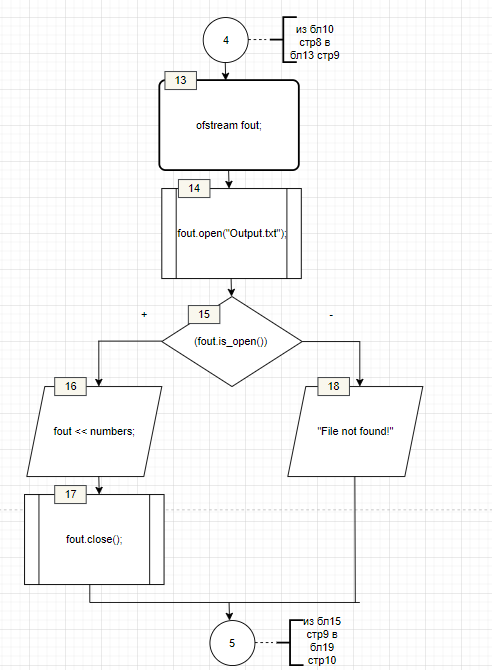 4
из бл10
стр8 в
бл13 стр9
13
ofstream fout;
14
fout.open("Output.txt");
15
+
-
(fout.is_open())
16
18
fout << numbers;
"File not found!"
17
fout.close();
5
из бл15
стр9 в
бл19
стр10